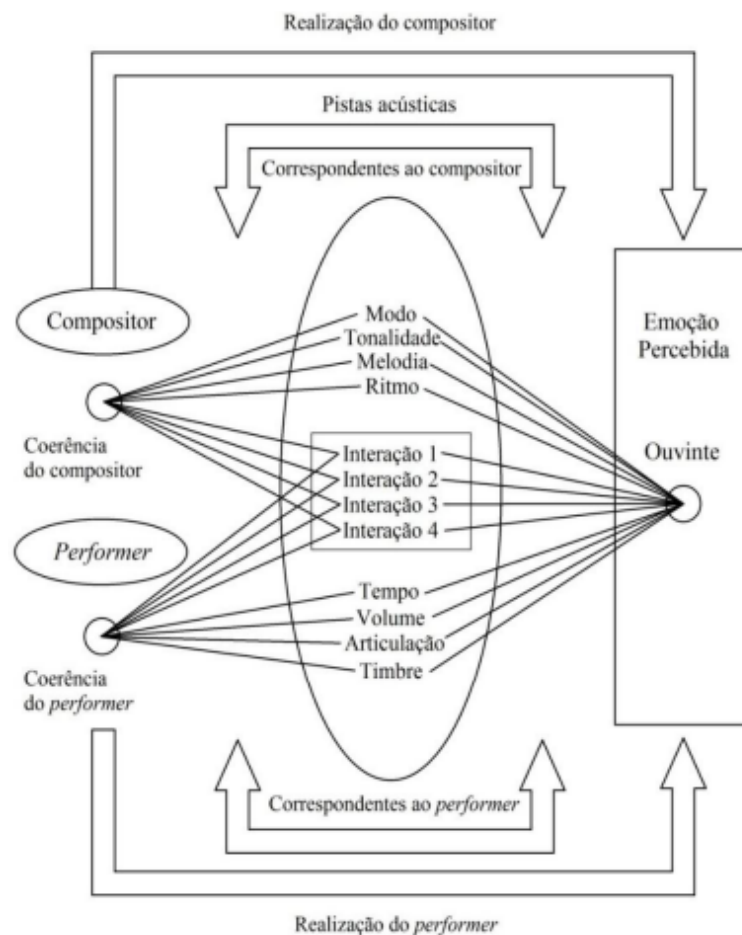 Realização do compositor
Pistas acústicas
Correspondentes ao compositor
Compositor
Coerência
do compositor
Performer
Coerência
do performer
Modo
Tonalidade
Melodia
Ritmo
Interação 1
Interação 2
Interação 3
Interação 4
Tempo
Volume
Articulação
Timbre
Emoção
Percebida
Ouvinte
Correspondentes ao performer
Realização do performer